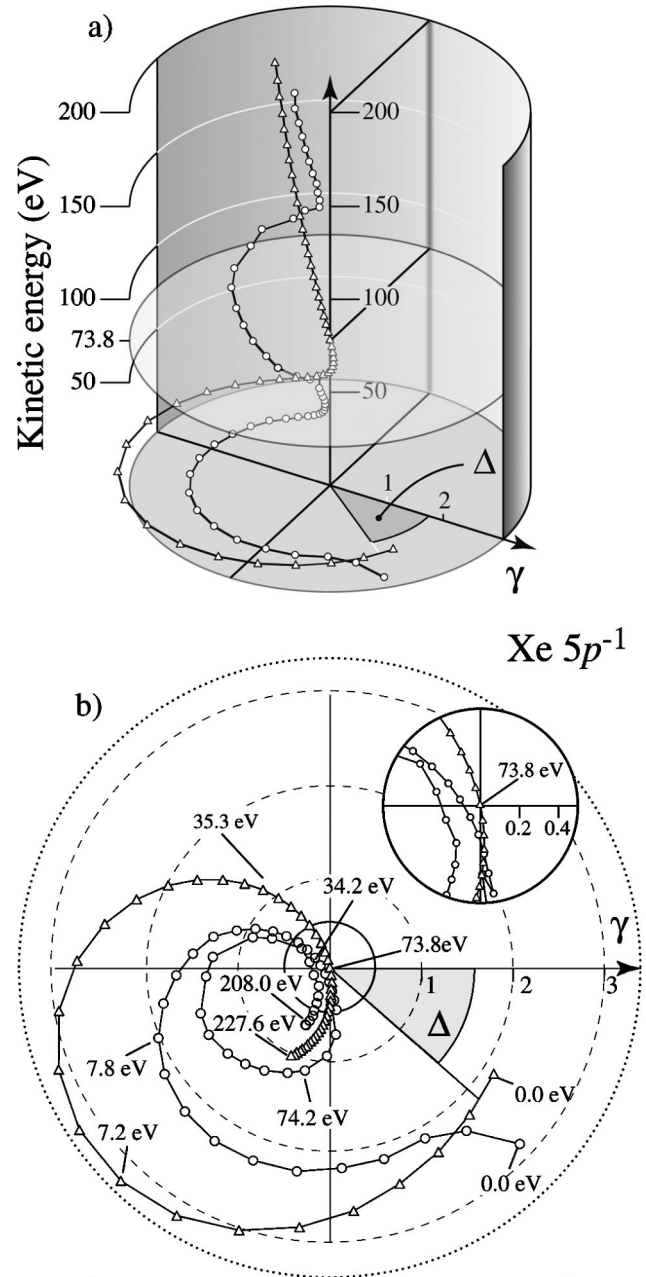 a)
Kinetic energy (eV)
200
150
100
73.8
50
200
150
100
50
Δ
1
2
γ
Xe 5p⁻¹
b)
73.8 eV
0.2
0.4
35.3 eV
34.2 eV
73.8eV
γ
1
2
3
208.0 eV
Δ
227.6 eV
7.8 eV
74.2 eV
0.0 eV
7.2 eV
0.0 eV